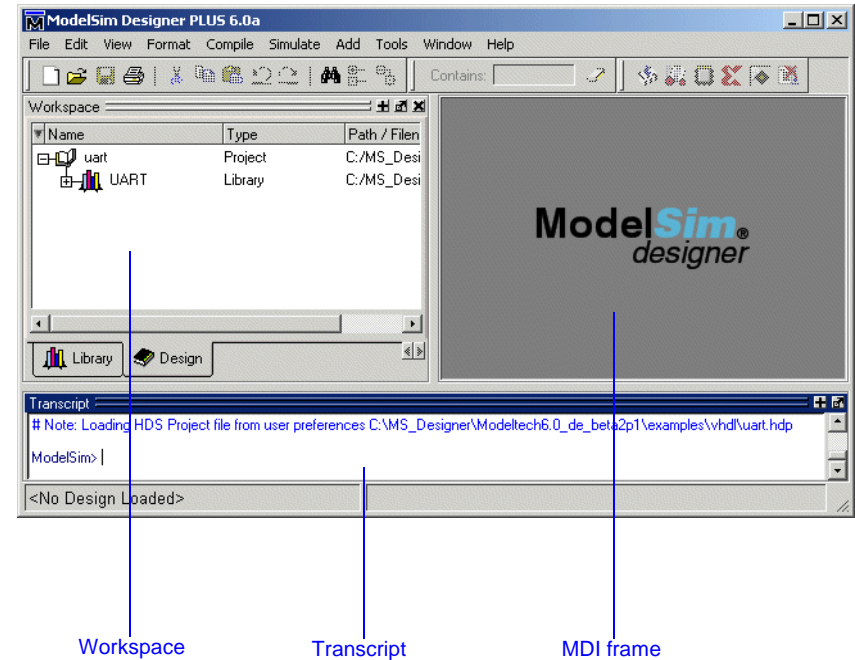 ModelSim Designer PLUS 6.0a
File Edit View Format Compile Simulate Add Tools Window Help
Contains:
Workspace
Name Type Path / Filen
uart Project C:/MS_Desi
UART Library C:/MS_Desi
ModelSim®
designer
Library Design
Transcript
# Note: Loading HDS Project file from user preferences C:\MS_Designer\Modeltech6.0_de_beta2p1\examples\vhdl\uart.hdp
ModelSim>
<No Design Loaded>
Workspace Transcript MDI frame